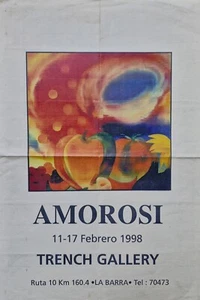 AMOROSI
11-17 Febrero 1998
TRENCH GALLERY
Ruta 10 Km 160.4 •LA BARRA• Tel : 70473